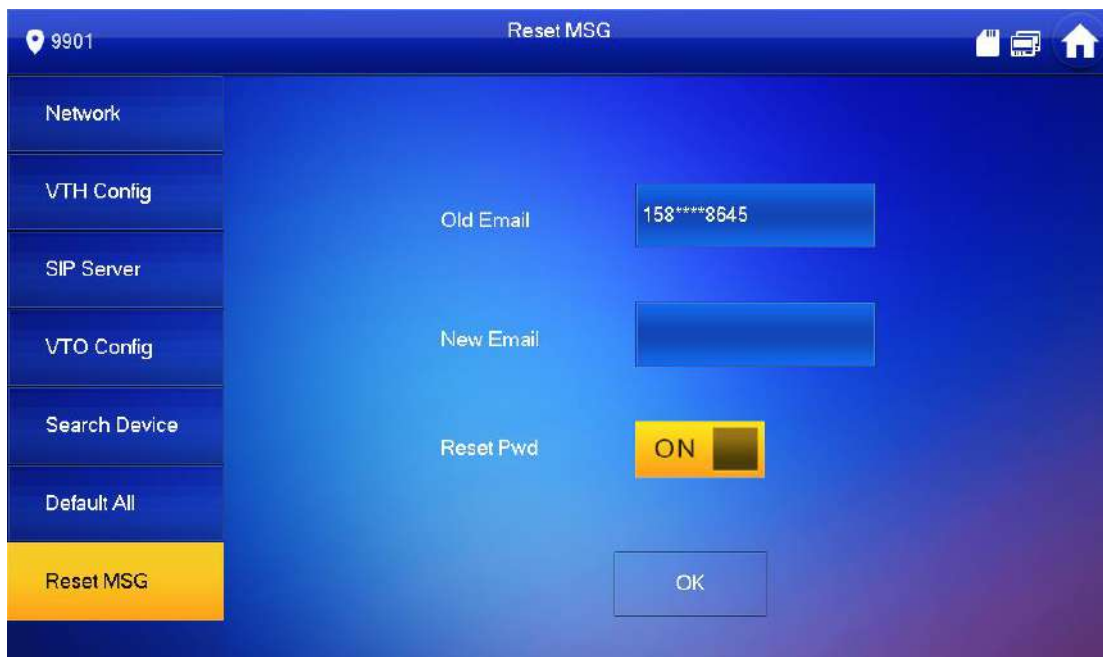 9901
Reset MSG
Network
VTH Config
SIP Server
VTO Config
Search Device
Default All
Reset MSG
Old Email
158****8645
New Email
Reset Pwd
ON
OK